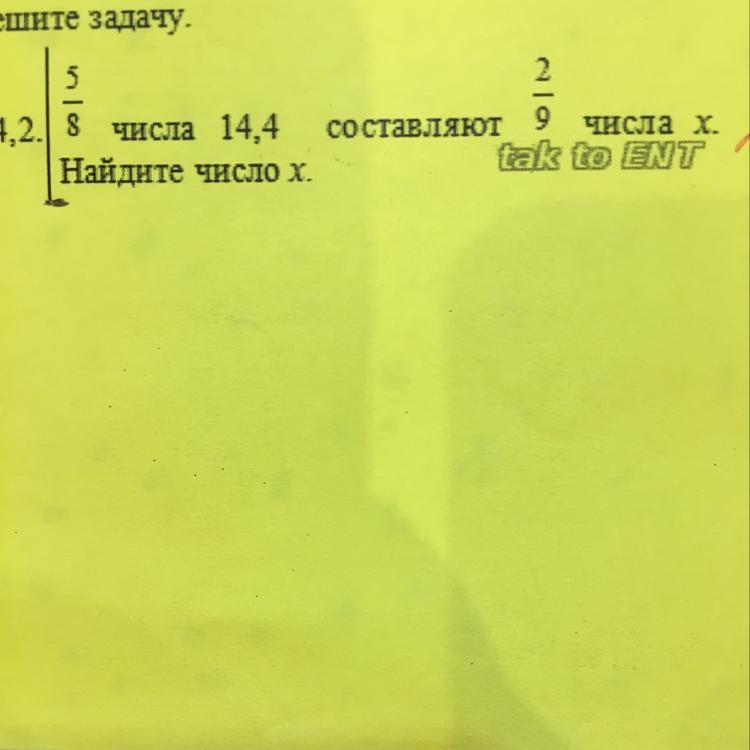 ешите задачу.
4,2. 5/8 числа 14,4 составляют 2/9 числа x.
tak to ENT
Найдите число x.